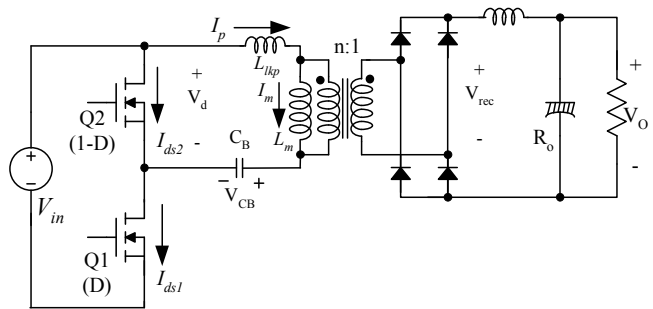 I_p
n:1
L_lkp
+
V_d
-
I_m
L_m
+
V_rec
-
Q2
(1-D)
I_ds2
C_B
− V_CB +
+
−
V_in
Q1
(D)
I_ds1
R_o
+
V_O
-